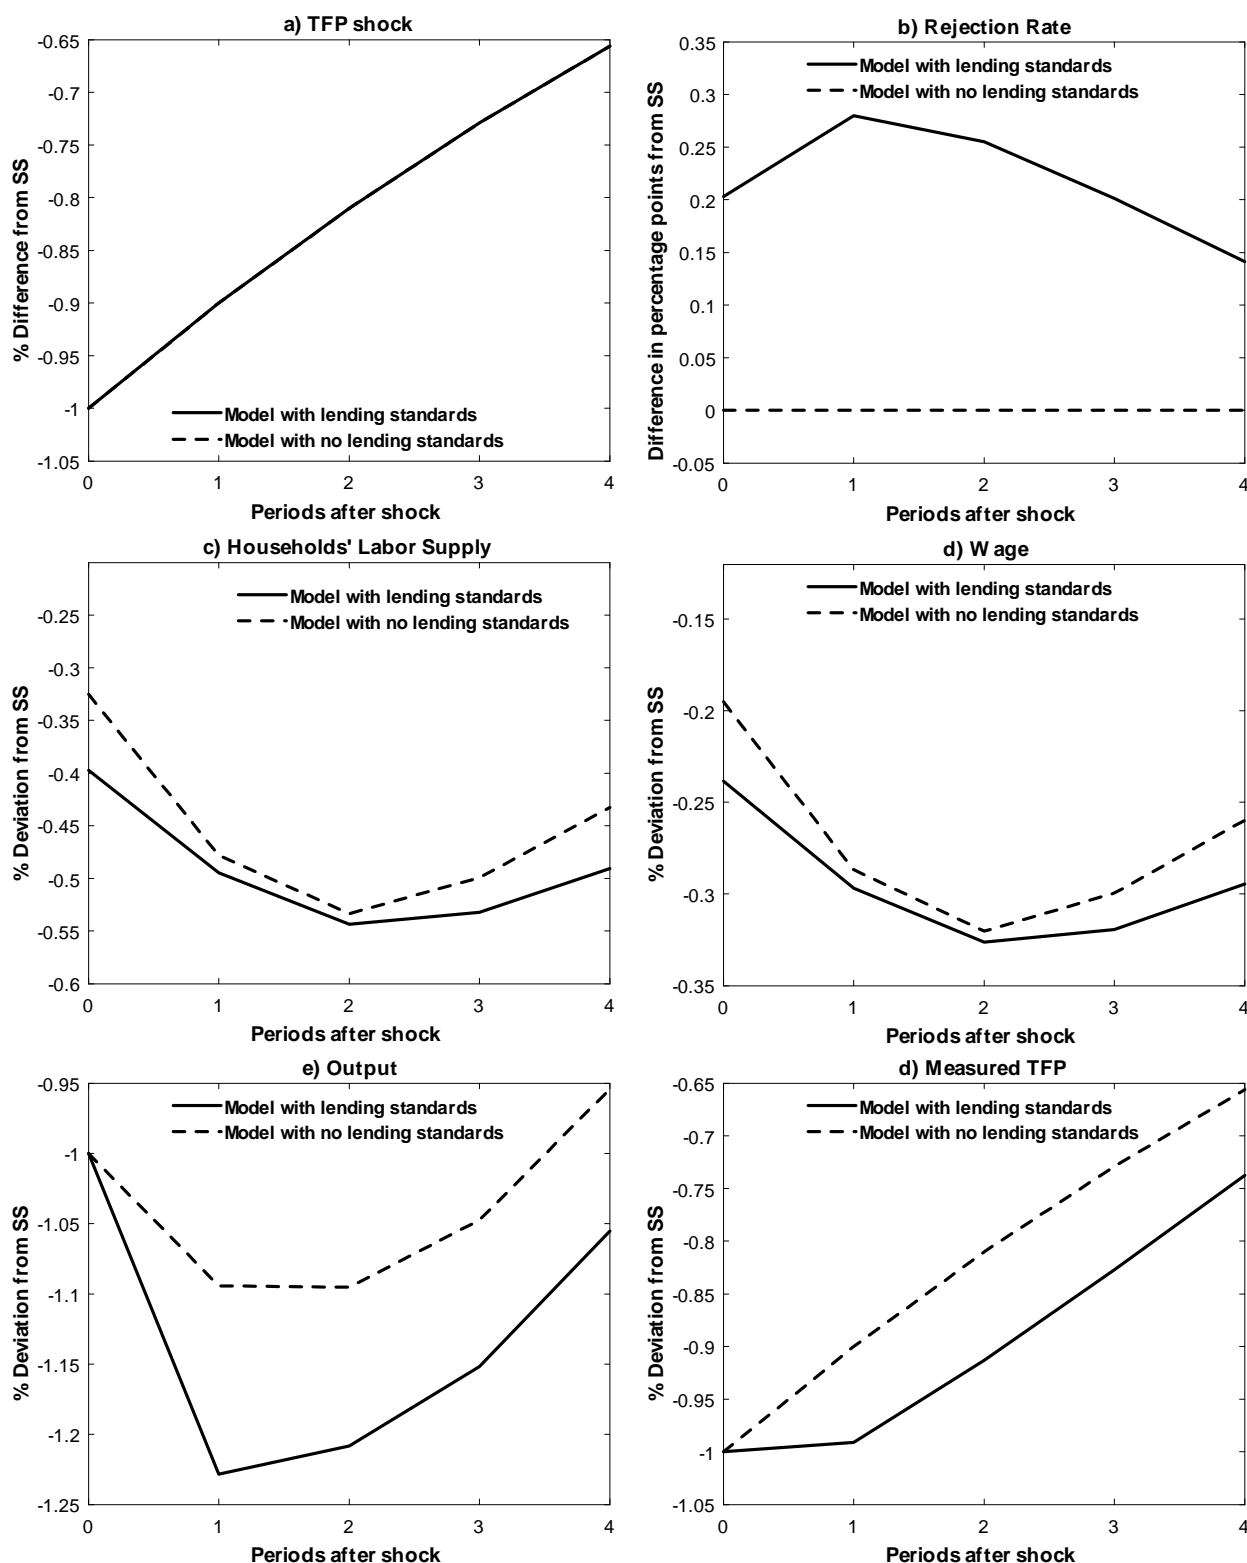 a) TFP shock
-0.65
-0.7
-0.75
-0.8
-0.85
-0.9
-0.95
-1
-1.05
% Difference from SS
Model with lending standards
Model with no lending standards
0 1 2 3 4
Periods after shock
b) Rejection Rate
0.35
0.3
0.25
0.2
0.15
0.1
0.05
0
-0.05
Difference in percentage points from SS
Model with lending standards
Model with no lending standards
0 1 2 3 4
Periods after shock
c) Households' Labor Supply
-0.25
-0.3
-0.35
-0.4
-0.45
-0.5
-0.55
-0.6
% Deviation from SS
Model with lending standards
Model with no lending standards
0 1 2 3 4
Periods after shock
d) Wage
-0.15
-0.2
-0.25
-0.3
-0.35
% Deviation from SS
Model with lending standards
Model with no lending standards
0 1 2 3 4
Periods after shock
e) Output
-0.95
-1
-1.05
-1.1
-1.15
-1.2
-1.25
% Deviation from SS
Model with lending standards
Model with no lending standards
0 1 2 3 4
Periods after shock
d) Measured TFP
-0.65
-0.7
-0.75
-0.8
-0.85
-0.9
-0.95
-1
-1.05
% Deviation from SS
Model with lending standards
Model with no lending standards
0 1 2 3 4
Periods after shock